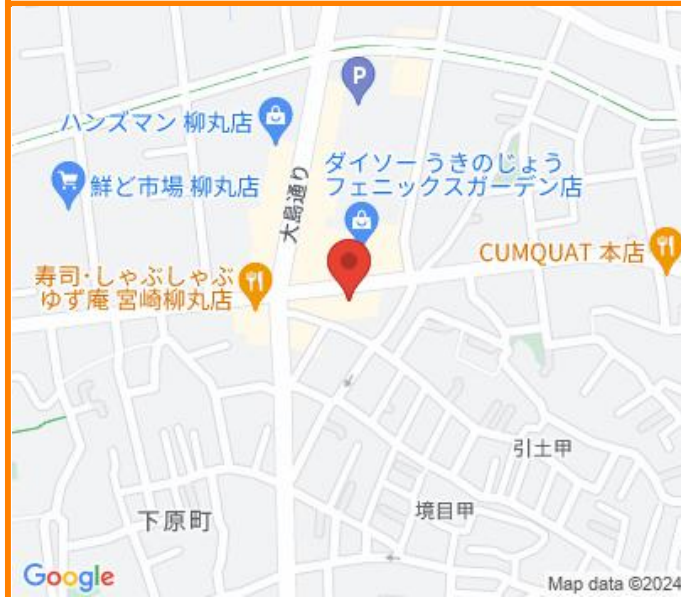 P
ハンズマン 柳丸店
大島通り
ダイソー うきのじょう
フェニックスガーデン店
鮮ど市場 柳丸店
CUMQUAT 本店
寿司·しゃぶしゃぶ
ゆず庵 宮崎柳丸店
引土甲
境目甲
下原町
Google
Map data ©2024